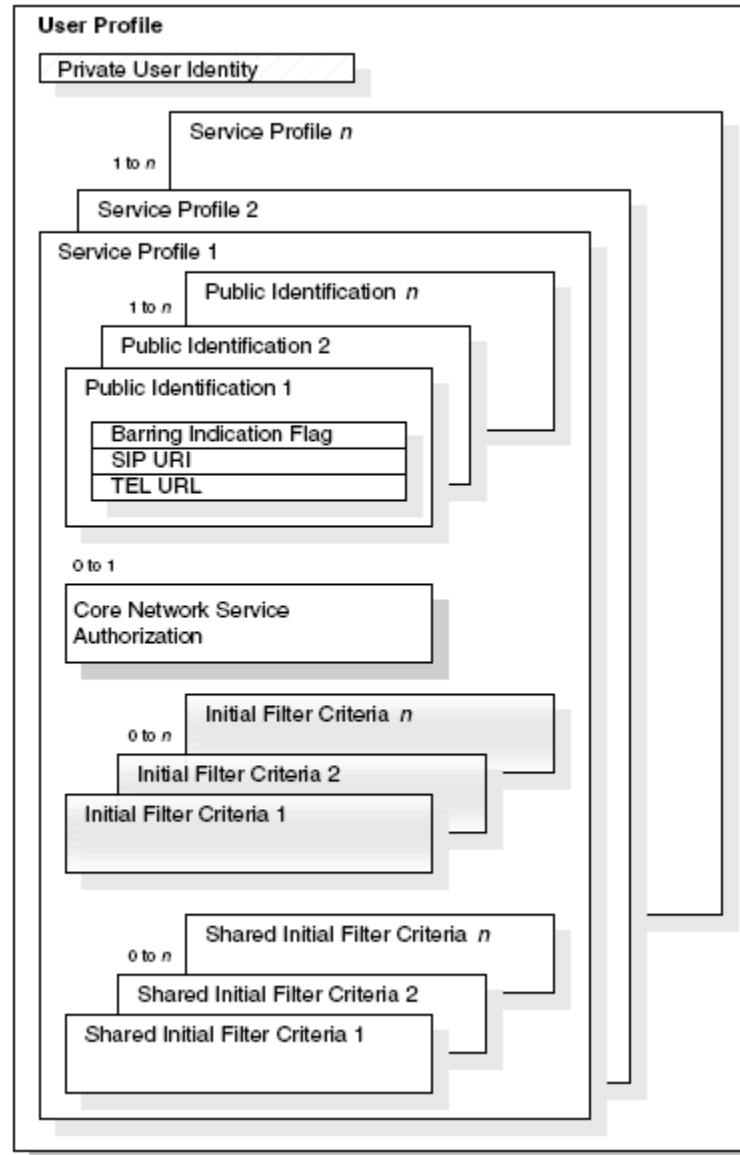 User Profile
Private User Identity
Service Profile n
1 to n
Service Profile 2
Service Profile 1
Public Identification n
1 to n
Public Identification 2
Public Identification 1
Barring Indication Flag
SIP URI
TEL URL
0 to 1
Core Network Service
Authorization
Initial Filter Criteria n
0 to n
Initial Filter Criteria 2
Initial Filter Criteria 1
Shared Initial Filter Criteria n
0 to n
Shared Initial Filter Criteria 2
Shared Initial Filter Criteria 1